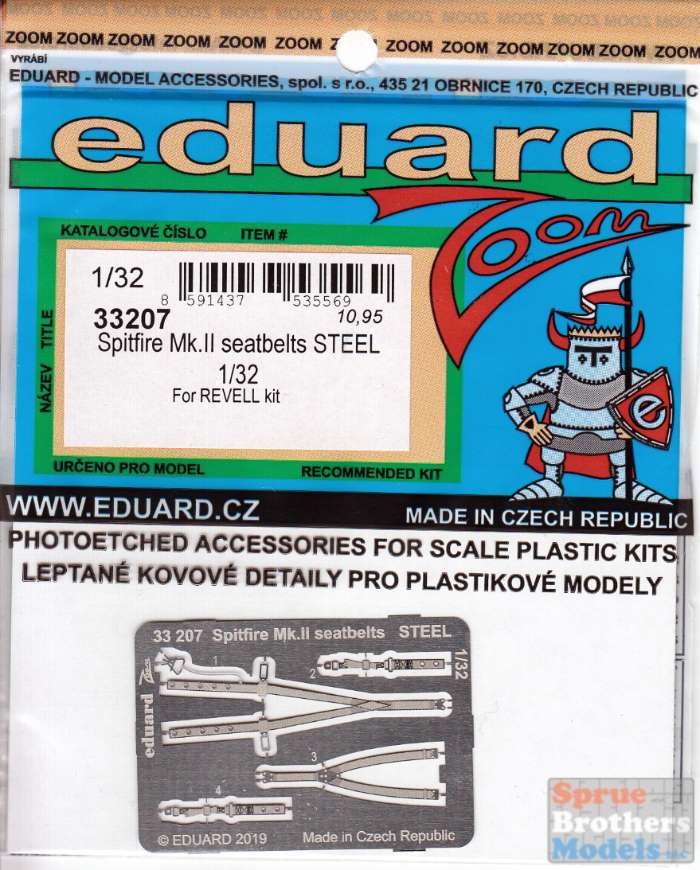 ZOOM ZOOM ZOOM ZOOM ZOOM ZOOM ZOOM ZOOM ZOOM ZOOM ZOOM ZOOM
VYRÁBÍ
EDUARD - MODEL ACCESSORIES, spol. s r.o., 435 21 OBRNICE 170, CZECH REPUBLIC
eduard
Zoom
KATALOGOVÉ ČÍSLO ITEM #
1/32
8 591437 535569
33207 10,95
Spitfire Mk.II seatbelts STEEL
1/32
For REVELL kit
NÁZEV TITLE
URČENO PRO MODEL RECOMMENDED KIT
e
WWW.EDUARD.CZ MADE IN CZECH REPUBLIC
PHOTOETCHED ACCESSORIES FOR SCALE PLASTIC KITS
LEPTANÉ KOVOVÉ DETAILY PRO PLASTIKOVÉ MODELY
33 207 Spitfire Mk.II seatbelts STEEL
1/32
eduard Zoom
1
2
3
4
© EDUARD 2019 Made in Czech Republic
Sprue
Brothers
Models LLC